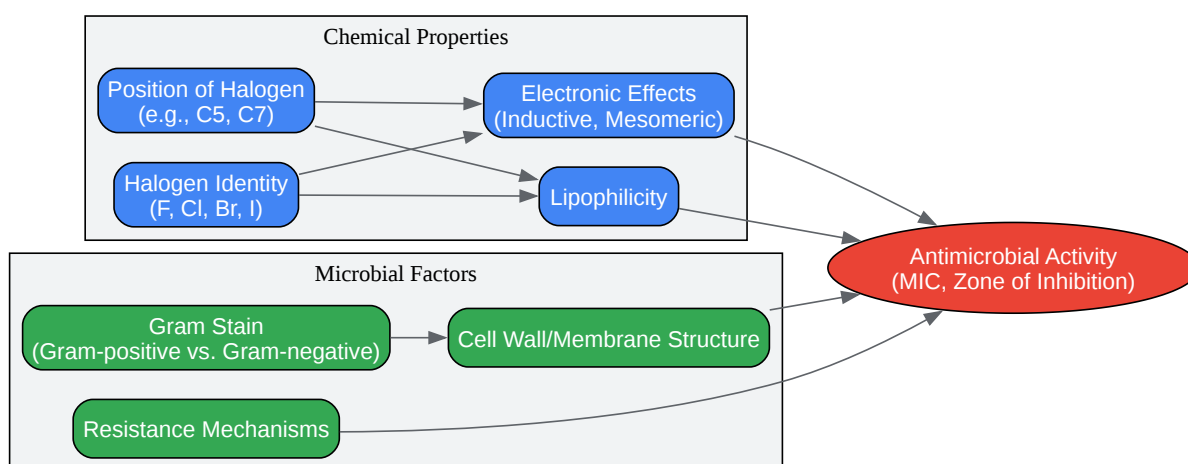 Chemical Properties
Position of Halogen
(e.g., C5, C7)
Electronic Effects
(Inductive, Mesomeric)
Halogen Identity
(F, Cl, Br, I)
Lipophilicity
Antimicrobial Activity
(MIC, Zone of Inhibition)
Microbial Factors
Gram Stain
(Gram-positive vs. Gram-negative)
Cell Wall/Membrane Structure
Resistance Mechanisms